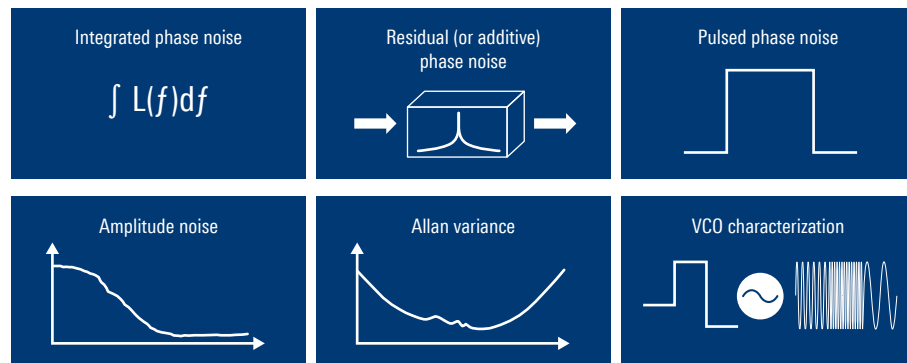 Integrated phase noise
∫ L(f)df
Residual (or additive)
phase noise
Pulsed phase noise
Amplitude noise
Allan variance
VCO characterization